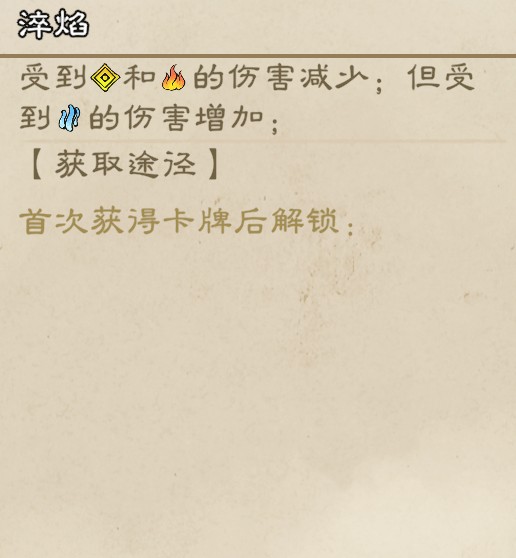 淬焰
受到和的伤害减少；但受
到的伤害增加；
【获取途径】
首次获得卡牌后解锁：